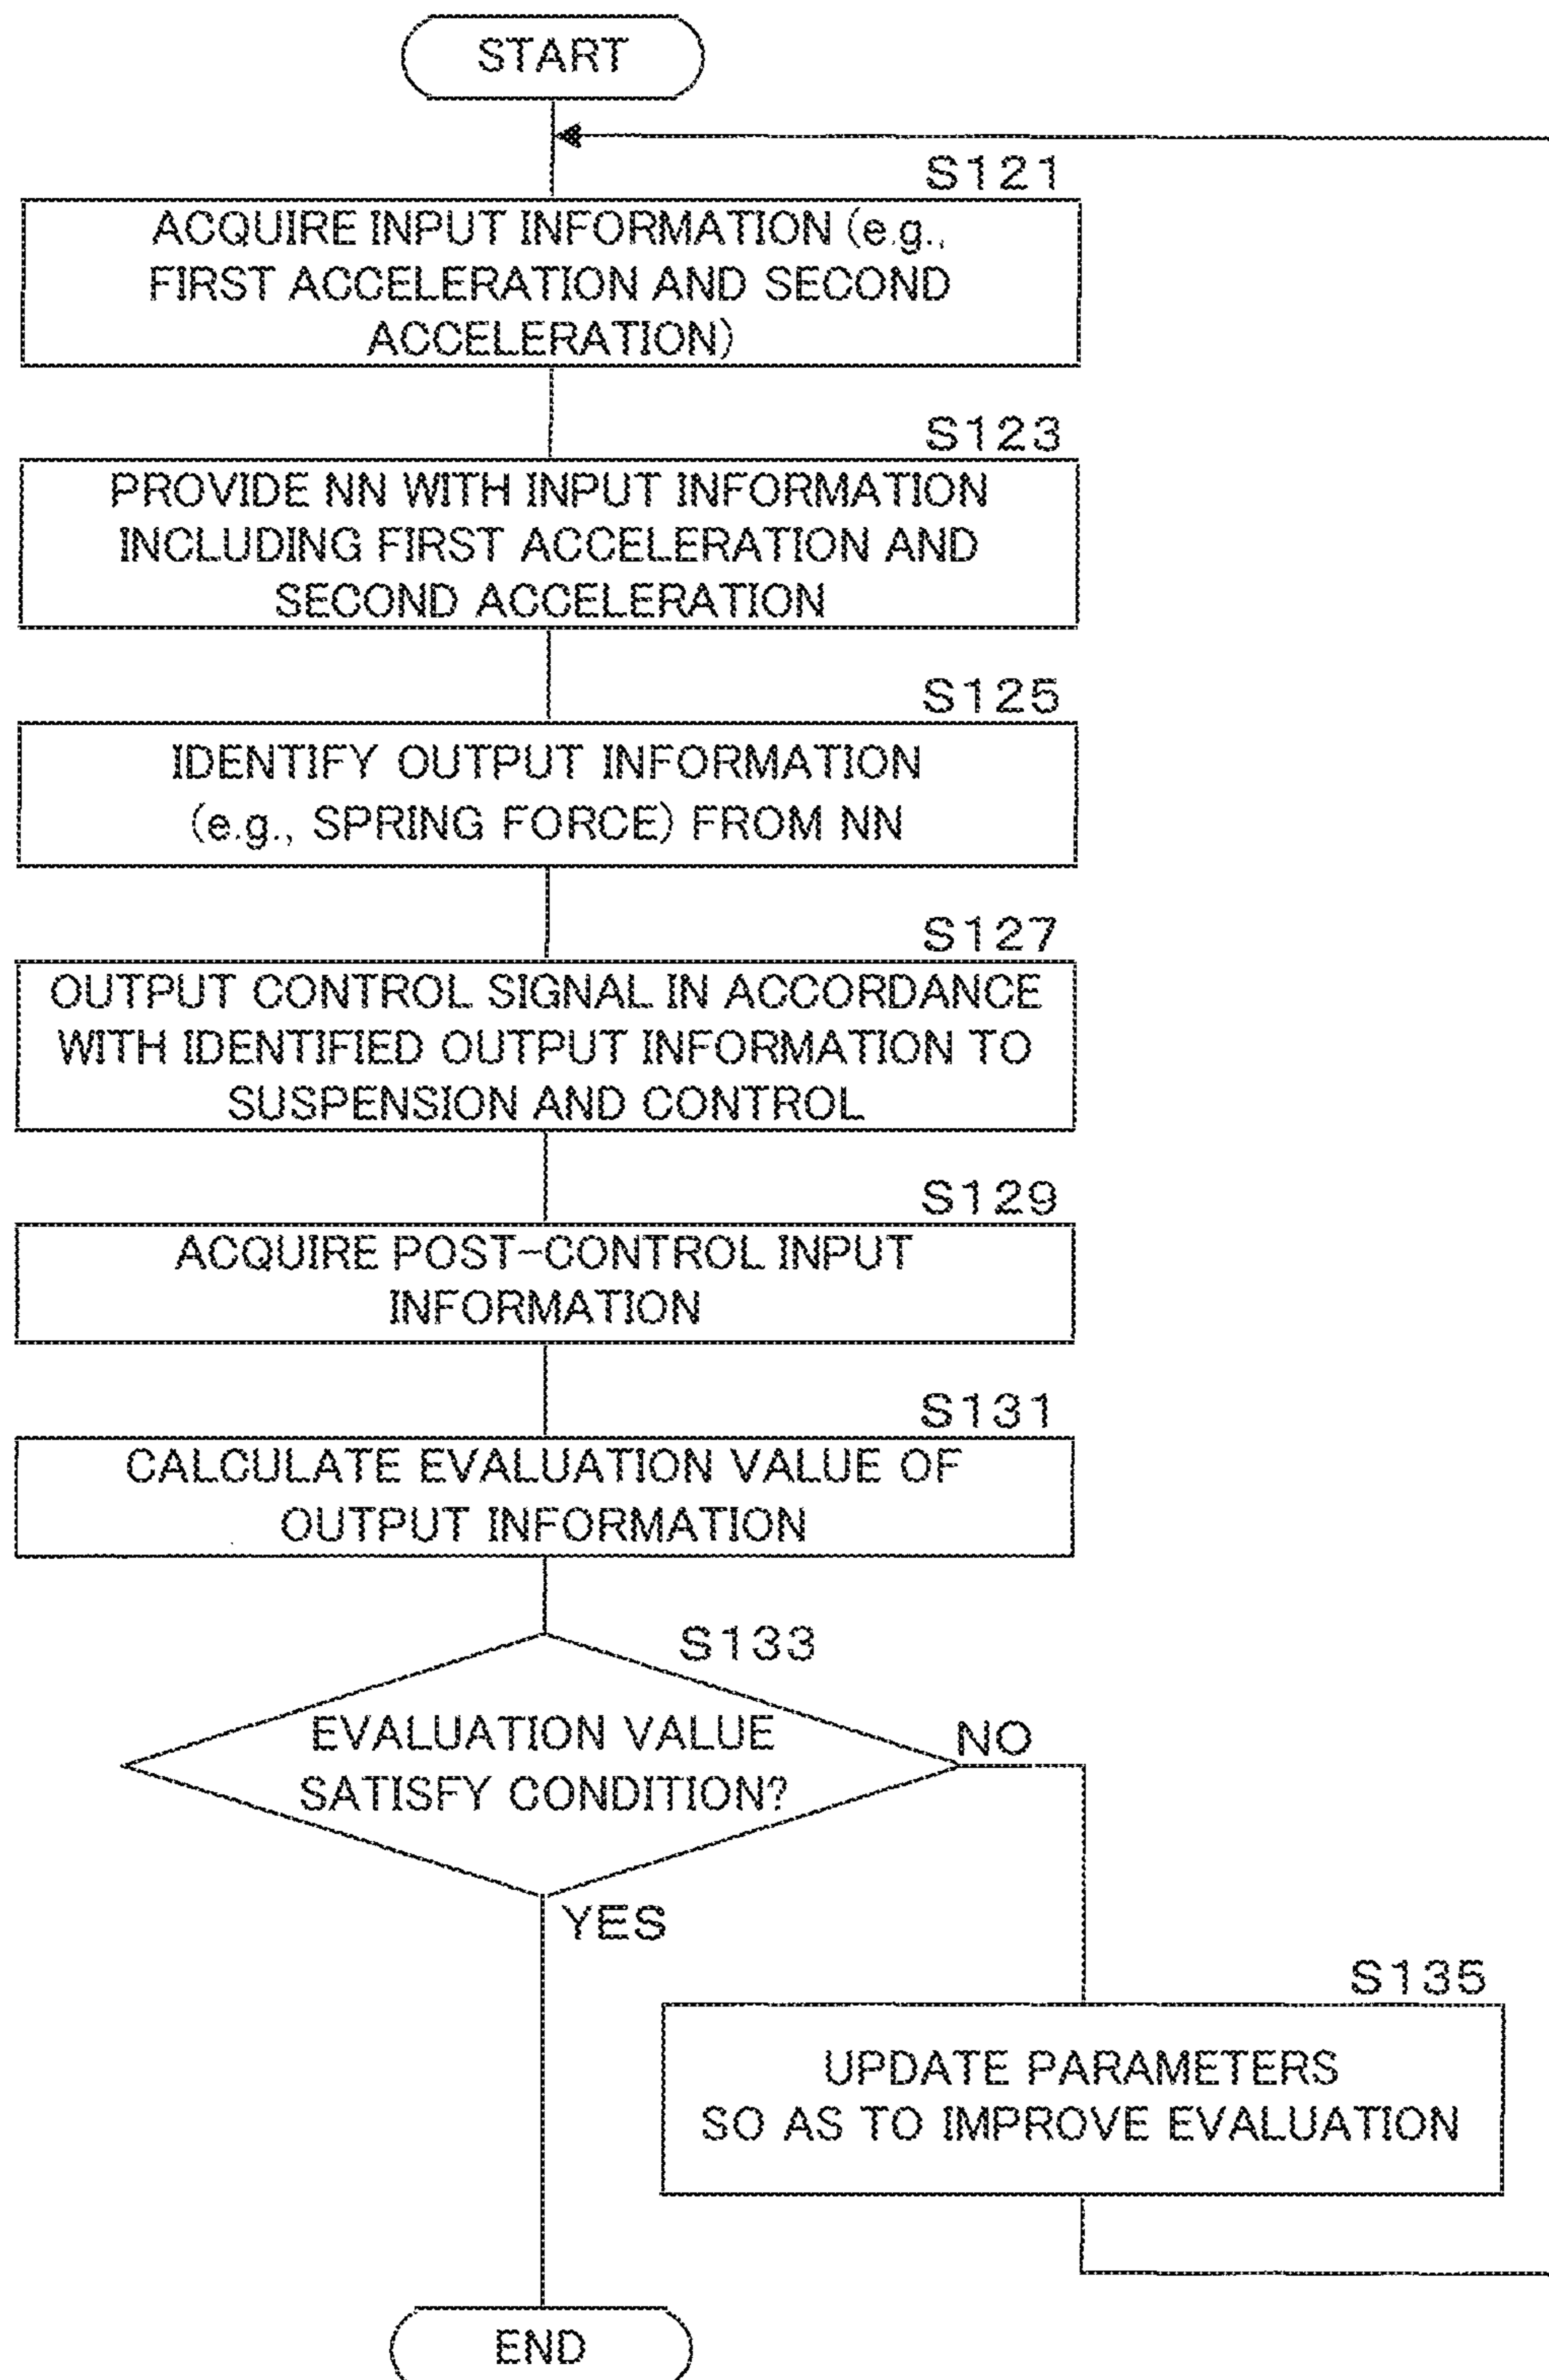 START
S121
ACQUIRE INPUT INFORMATION (e.g.,
FIRST ACCELERATION AND SECOND
ACCELERATION)
S123
PROVIDE NN WITH INPUT INFORMATION
INCLUDING FIRST ACCELERATION AND
SECOND ACCELERATION
S125
IDENTIFY OUTPUT INFORMATION
(e.g., SPRING FORCE) FROM NN
S127
OUTPUT CONTROL SIGNAL IN ACCORDANCE
WITH IDENTIFIED OUTPUT INFORMATION TO
SUSPENSION AND CONTROL
S129
ACQUIRE POST-CONTROL INPUT
INFORMATION
S131
CALCULATE EVALUATION VALUE OF
OUTPUT INFORMATION
S133
EVALUATION VALUE
SATISFY CONDITION?
NO
YES
S135
UPDATE PARAMETERS
SO AS TO IMPROVE EVALUATION
END